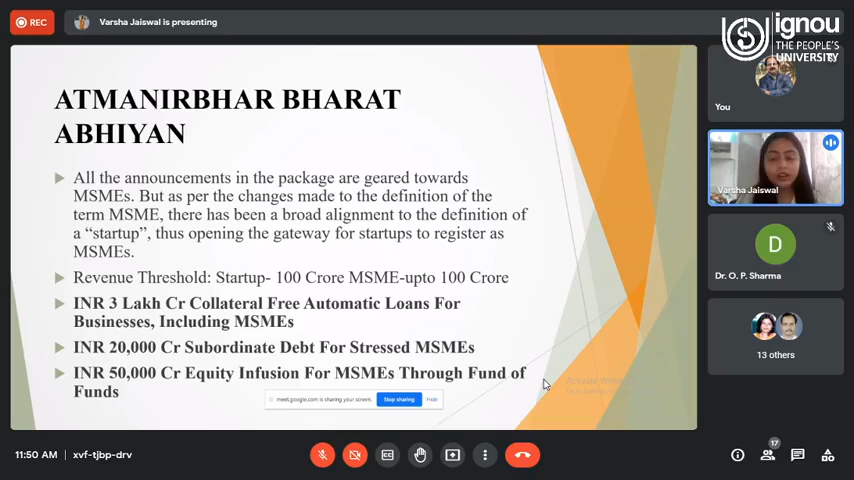 REC
Varsha Jaiswal is presenting
ignou
THE PEOPLE'S
UNIVERSITY
ATMANIRBHAR BHARAT
ABHIYAN
All the announcements in the package are geared towards
MSMEs. But as per the changes made to the definition of the
term MSME, there has been a broad alignment to the definition of
a “startup”, thus opening the gateway for startups to register as
MSMEs.
Revenue Threshold: Startup- 100 Crore MSME-upto 100 Crore
INR 3 Lakh Cr Collateral Free Automatic Loans For
Businesses, Including MSMEs
INR 20,000 Cr Subordinate Debt For Stressed MSMEs
INR 50,000 Cr Equity Infusion For MSMEs Through Fund of
Funds
meet.google.com is sharing your screen.
Stop sharing
Hide
You
Varsha Jaiswal
D
Dr. O. P. Sharma
13 others
11:50 AM | xvf-tjbp-drv
CC
17